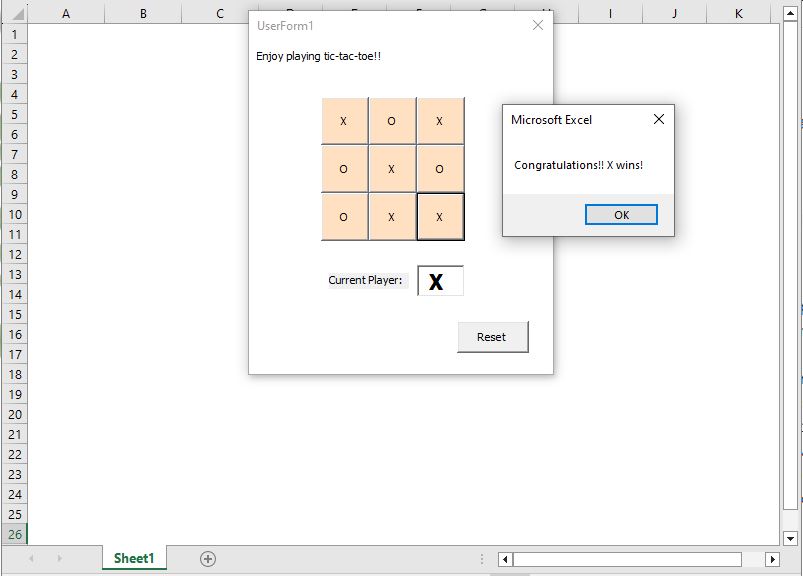 A B C I J K
UserForm1
Enjoy playing tic-tac-toe!!
X O X
O X O
O X X
Current Player: X
Reset
Microsoft Excel
Congratulations!! X wins!
OK
1
2
3
4
5
6
7
8
9
10
11
12
13
14
15
16
17
18
19
20
21
22
23
24
25
26
Sheet1